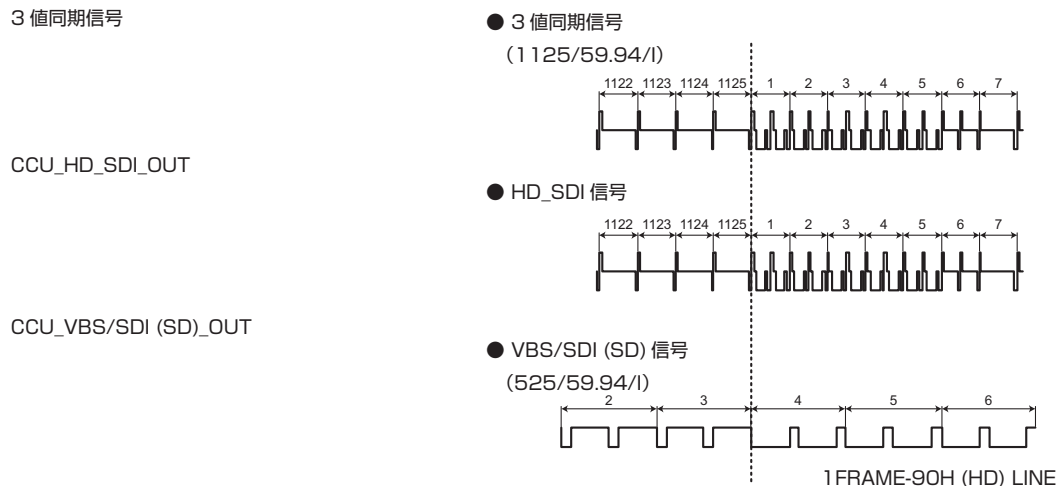 3 値同期信号
● 3 値同期信号
(1125/59.94/I)
1122 1123 1124 1125 1 2 3 4 5 6 7
CCU_HD_SDI_OUT
● HD_SDI 信号
1122 1123 1124 1125 1 2 3 4 5 6 7
CCU_VBS/SDI (SD)_OUT
● VBS/SDI (SD) 信号
(525/59.94/I)
2 3 4 5 6
1FRAME-90H (HD) LINE